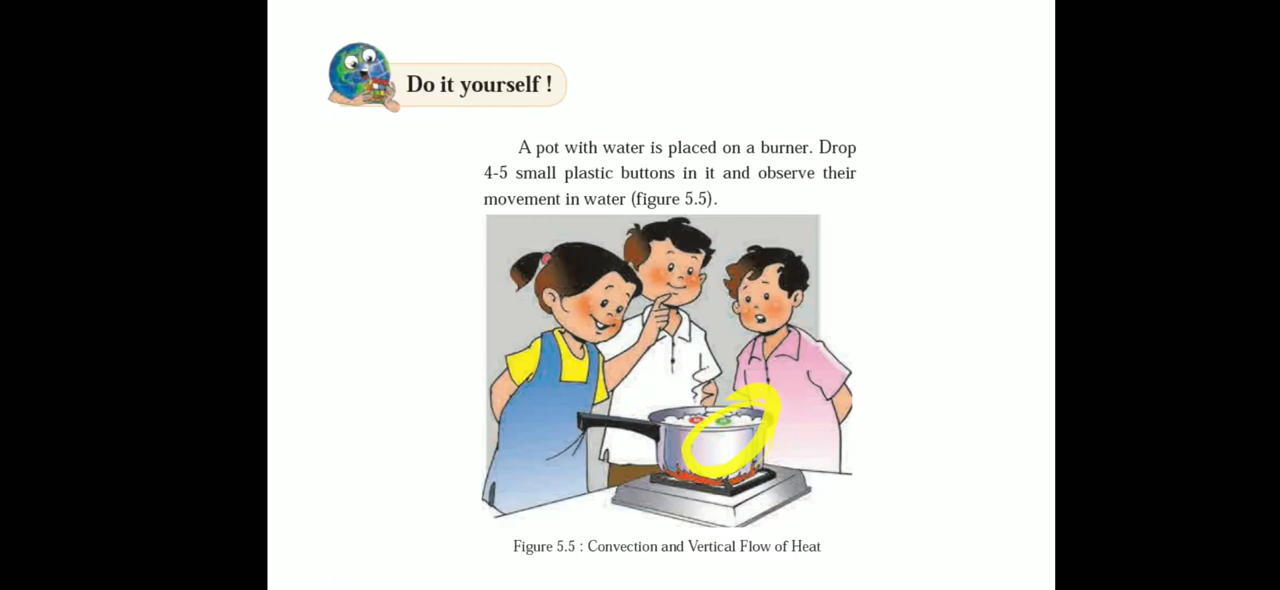 Do it yourself !
A pot with water is placed on a burner. Drop
4-5 small plastic buttons in it and observe their
movement in water (figure 5.5).
Figure 5.5 : Convection and Vertical Flow of Heat